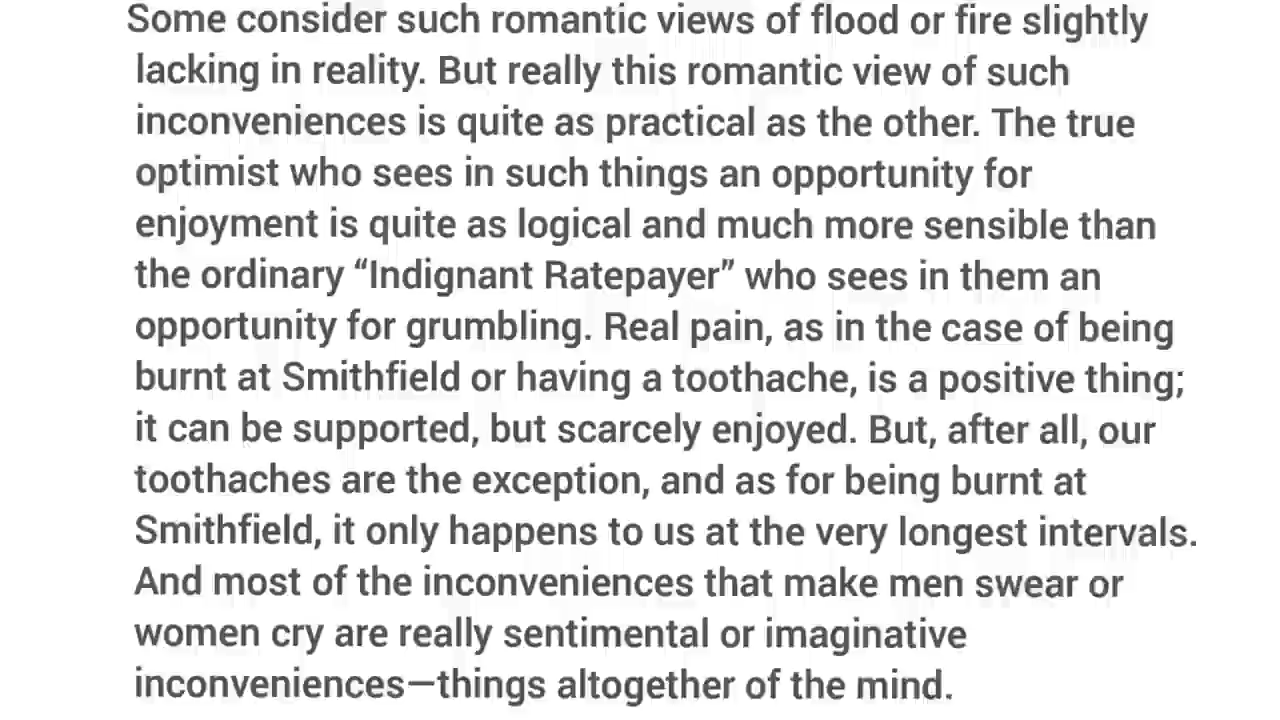 Some consider such romantic views of flood or fire slightly
lacking in reality. But really this romantic view of such
inconveniences is quite as practical as the other. The true
optimist who sees in such things an opportunity for
enjoyment is quite as logical and much more sensible than
the ordinary “Indignant Ratepayer” who sees in them an
opportunity for grumbling. Real pain, as in the case of being
burnt at Smithfield or having a toothache, is a positive thing;
it can be supported, but scarcely enjoyed. But, after all, our
toothaches are the exception, and as for being burnt at
Smithfield, it only happens to us at the very longest intervals.
And most of the inconveniences that make men swear or
women cry are really sentimental or imaginative
inconveniences—things altogether of the mind.